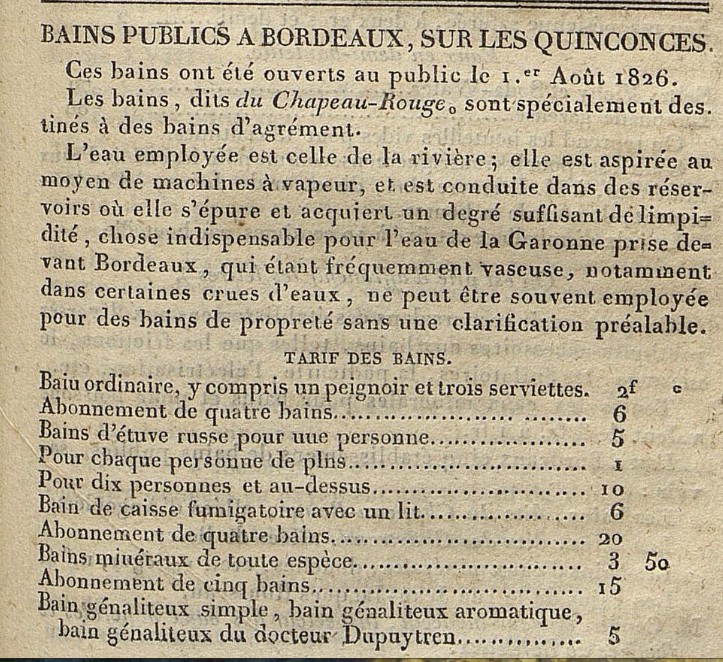 BAINS PUBLICS A BORDEAUX, SUR LES QUINCONCES.
Ces bains ont été ouverts au public le 1.er Août 1826.
Les bains, dits du Chapeau-Rouge, sont spécialement des.
tinés à des bains d'agrément.
L'eau employée est celle de la rivière; elle est aspirée au
moyen de machines à vapeur, et est conduite dans des réser-
voirs où elle s'épure et acquiert un degré suffisant de limpi=
dité, chose indispensable pour l'eau de la Garonne prise de=
vant Bordeaux, qui étant fréquemment vaseuse, notamment
dans certaines crues d'eaux, ne peut être souvent employée
pour des bains de propreté sans une clarification préalable.
TARIF DES BAINS.
Baiu ordinaire, y compris un peignoir et trois serviettes. 2f c
Abonnement de quatre bains........................ 6
Bains d'étuve russe pour uue personne............... 5
Pour chaque personue de plns....................... 1
Pour dix personnes et au-dessus..................... 10
Bain de caisse fumigatoire avec un lit................ 6
Abonnement de quatre bains........................ 20
Bains miuéraux de toute espèce...................... 3 50
Abonnement de cinq bains.......................... 15
Bain génaliteux simple, bain génaliteux aromatique,
bain génaliteux du docteur Dupuytren............. 5